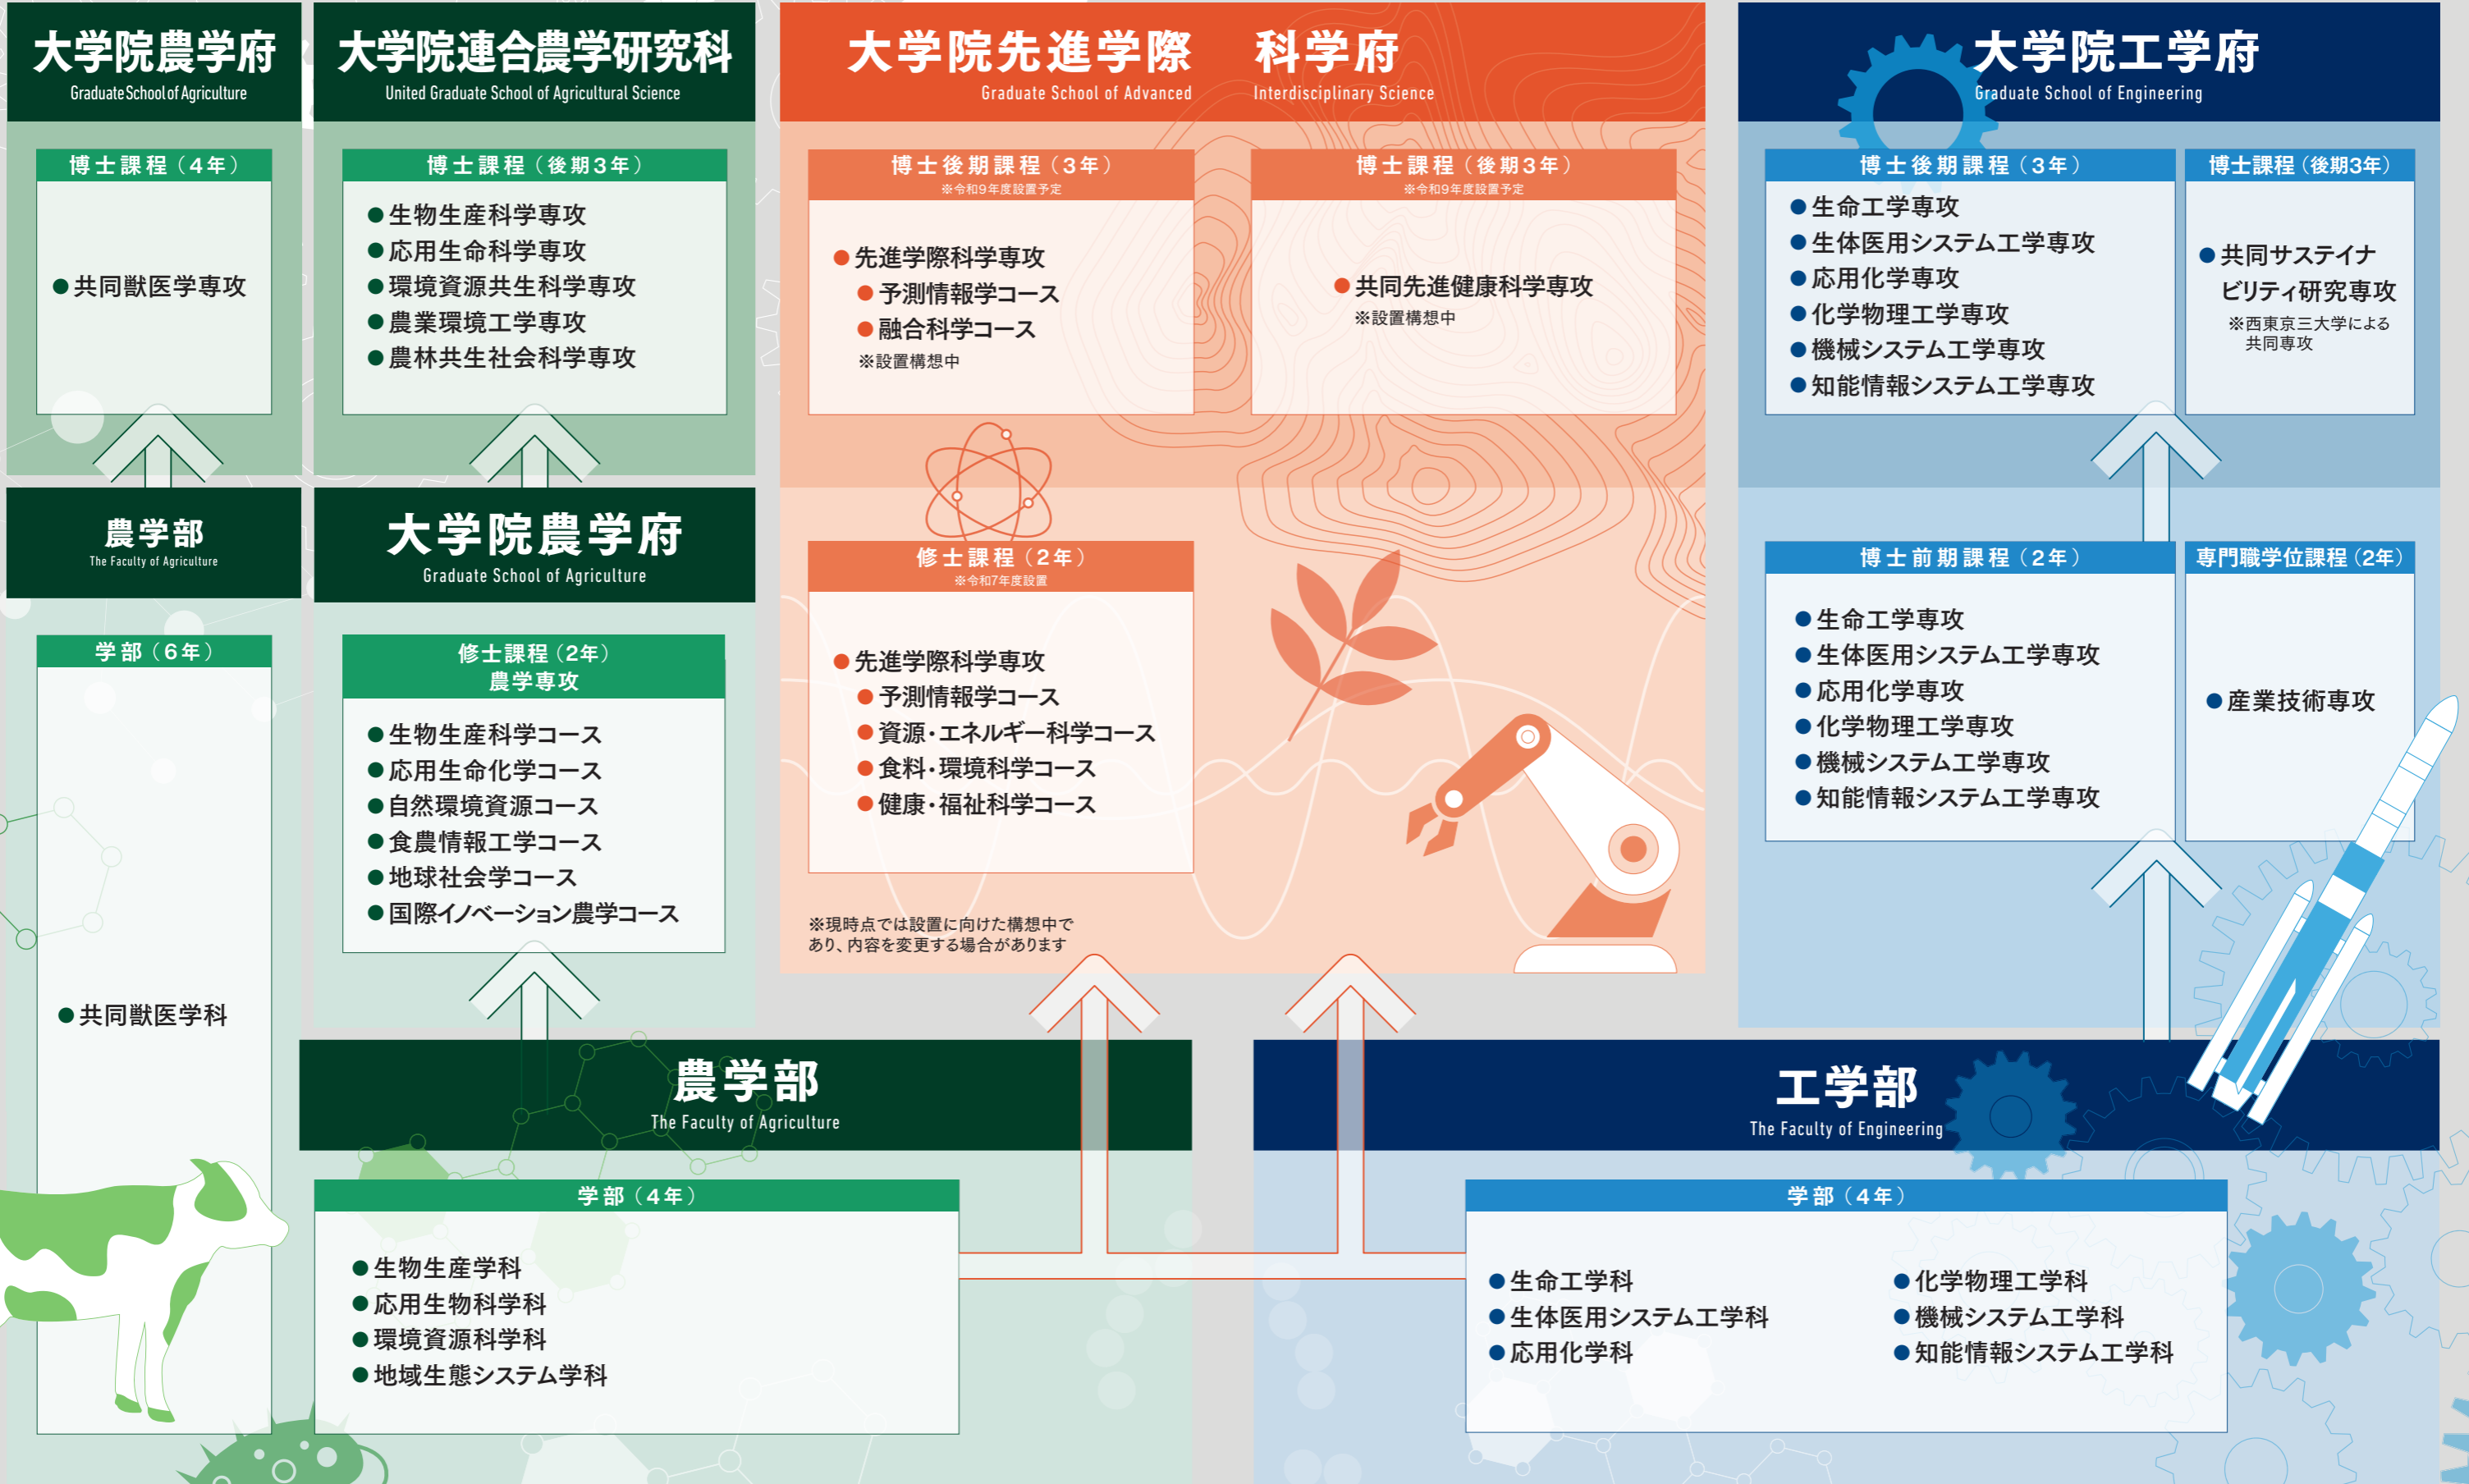 大学院農学府
Graduate School of Agriculture
博士課程（4年）
●共同獣医学専攻
大学院連合農学研究科
United Graduate School of Agricultural Science
博士課程（後期3年）
●生物生産科学専攻
●応用生命科学専攻
●環境資源共生科学専攻
●農業環境工学専攻
●農林共生社会科学専攻
大学院先進学際　科学府
Graduate School of Advanced Interdisciplinary Science
博士後期課程（3年）
※令和9年度設置予定
●先進学際科学専攻
●予測情報学コース
●融合科学コース
※設置構想中
博士課程（後期3年）
※令和9年度設置予定
●共同先進健康科学専攻
※設置構想中
大学院工学府
Graduate School of Engineering
博士後期課程（3年）
●生命工学専攻
●生体医用システム工学専攻
●応用化学専攻
●化学物理工学専攻
●機械システム工学専攻
●知能情報システム工学専攻
博士課程（後期3年）
●共同サステイナ
ビリティ研究専攻
※西東京三大学による
共同専攻
農学部
The Faculty of Agriculture
学部（6年）
●共同獣医学科
大学院農学府
Graduate School of Agriculture
修士課程（2年）
農学専攻
●生物生産科学コース
●応用生命化学コース
●自然環境資源コース
●食農情報工学コース
●地球社会学コース
●国際イノベーション農学コース
修士課程（2年）
※令和7年度設置
●先進学際科学専攻
●予測情報学コース
●資源・エネルギー科学コース
●食料・環境科学コース
●健康・福祉科学コース
※現時点では設置に向けた構想中で
あり、内容を変更する場合があります
博士前期課程（2年）
●生命工学専攻
●生体医用システム工学専攻
●応用化学専攻
●化学物理工学専攻
●機械システム工学専攻
●知能情報システム工学専攻
専門職学位課程（2年）
●産業技術専攻
農学部
The Faculty of Agriculture
学部（4年）
●生物生産学科
●応用生物科学科
●環境資源科学科
●地域生態システム学科
工学部
The Faculty of Engineering
学部（4年）
●生命工学科
●生体医用システム工学科
●応用化学科
●化学物理工学科
●機械システム工学科
●知能情報システム工学科